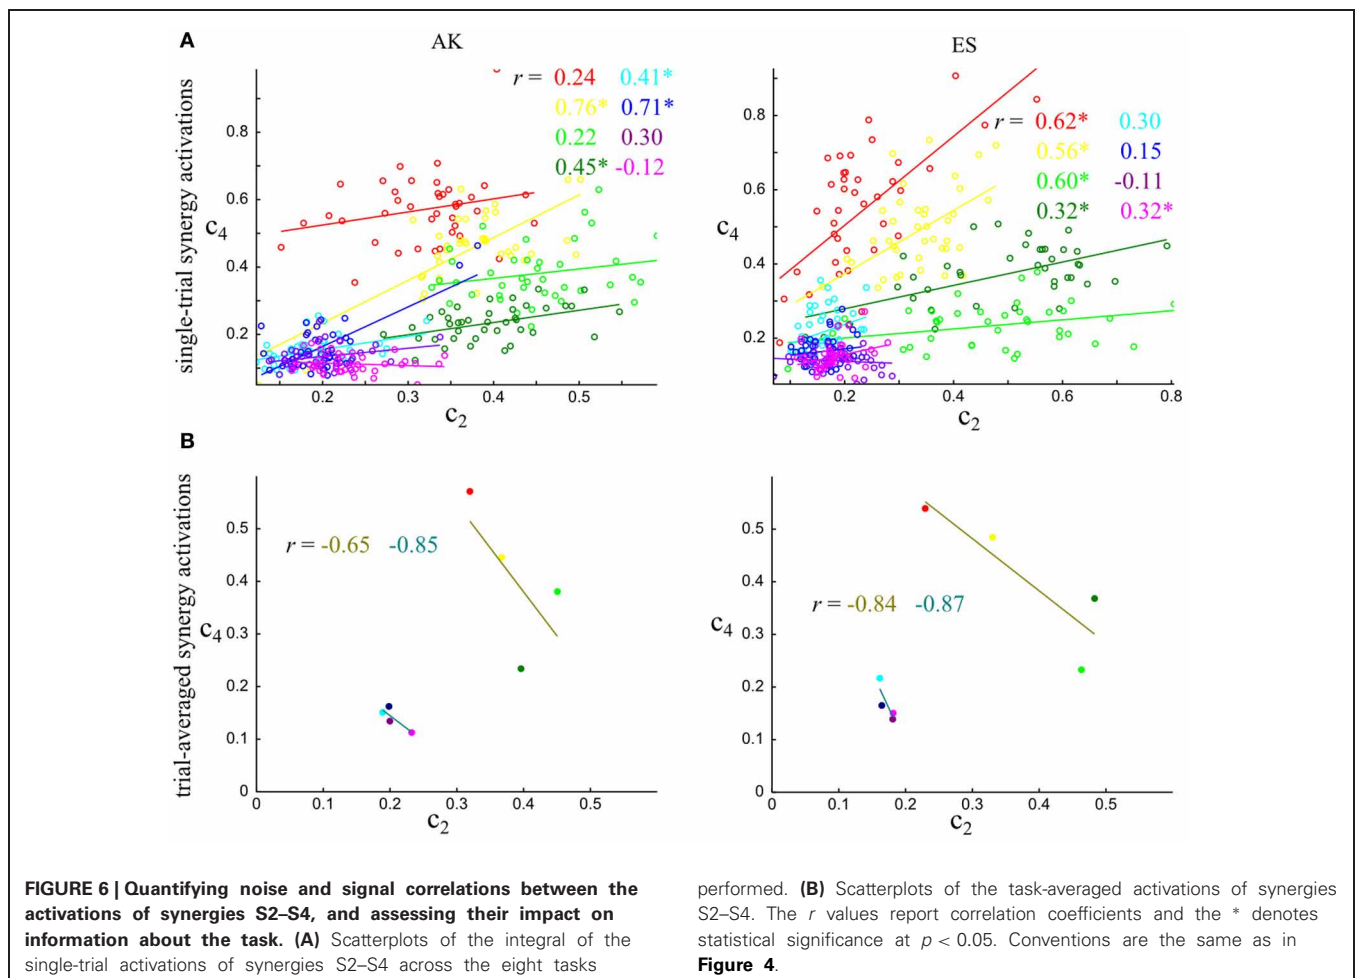 A
AK
ES
single-trial synergy activations
c4
0.8
0.6
0.4
0.2
r = 0.24 0.41*
0.76* 0.71*
0.22 0.30
0.45* -0.12
0.2 0.3 0.4 0.5
c2
c4
0.8
0.6
0.4
0.2
r = 0.62* 0.30
0.56* 0.15
0.60* -0.11
0.32* 0.32*
0.2 0.4 0.6 0.8
c2
B
trial-averaged synergy activations
c4
0.5
0.4
0.3
0.2
0.1
0
r = -0.65 -0.85
0 0.1 0.2 0.3 0.4 0.5
c2
c4
0.5
0.4
0.3
0.2
0.1
0
r = -0.84 -0.87
0 0.1 0.2 0.3 0.4 0.5
c2
FIGURE 6 | Quantifying noise and signal correlations between the
activations of synergies S2–S4, and assessing their impact on
information about the task. (A) Scatterplots of the integral of the
single-trial activations of synergies S2–S4 across the eight tasks
performed. (B) Scatterplots of the task-averaged activations of synergies
S2–S4. The r values report correlation coefficients and the * denotes
statistical significance at p < 0.05. Conventions are the same as in
Figure 4.